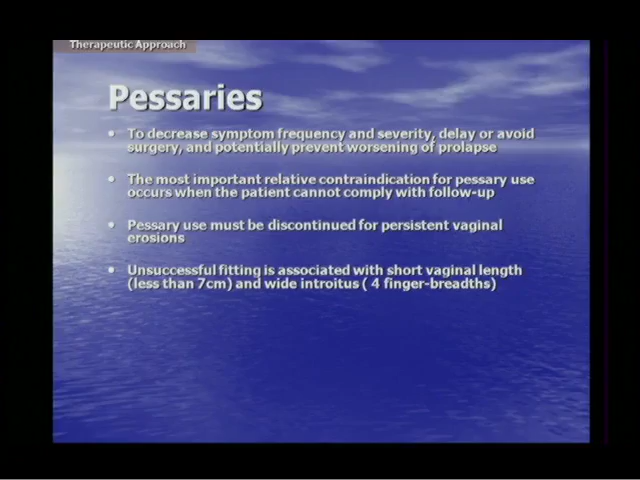 Therapeutic Approach
Pessaries
• To decrease symptom frequency and severity, delay or avoid
surgery, and potentially prevent worsening of prolapse
• The most important relative contraindication for pessary use
occurs when the patient cannot comply with follow-up
• Pessary use must be discontinued for persistent vaginal
erosions
• Unsuccessful fitting is associated with short vaginal length
(less than 7cm) and wide introitus ( 4 finger-breadths)